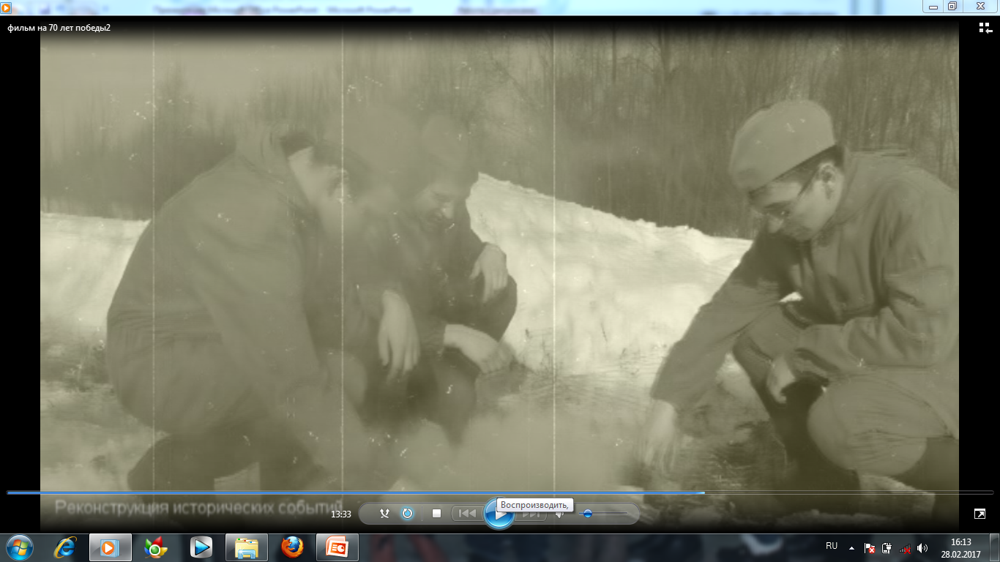 фильм на 70 лет победы2
Реконструкция исторических событий
13:33
Воспроизводить,
RU
16:13
28.02.2017